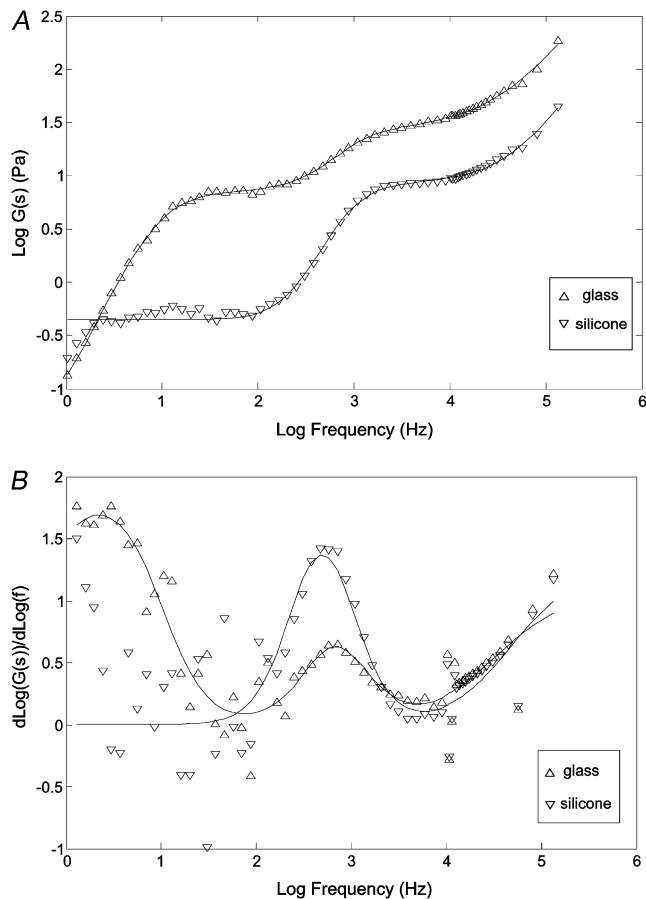 A
2.5
2
1.5
1
0.5
0
-0.5
-1
Log G(s) (Pa)
0 1 2 3 4 5 6
Log Frequency (Hz)
glass
silicone
B
2
1.5
1
0.5
0
-0.5
-1
dLog(G(s))/dLog(f)
0 1 2 3 4 5 6
Log Frequency (Hz)
glass
silicone